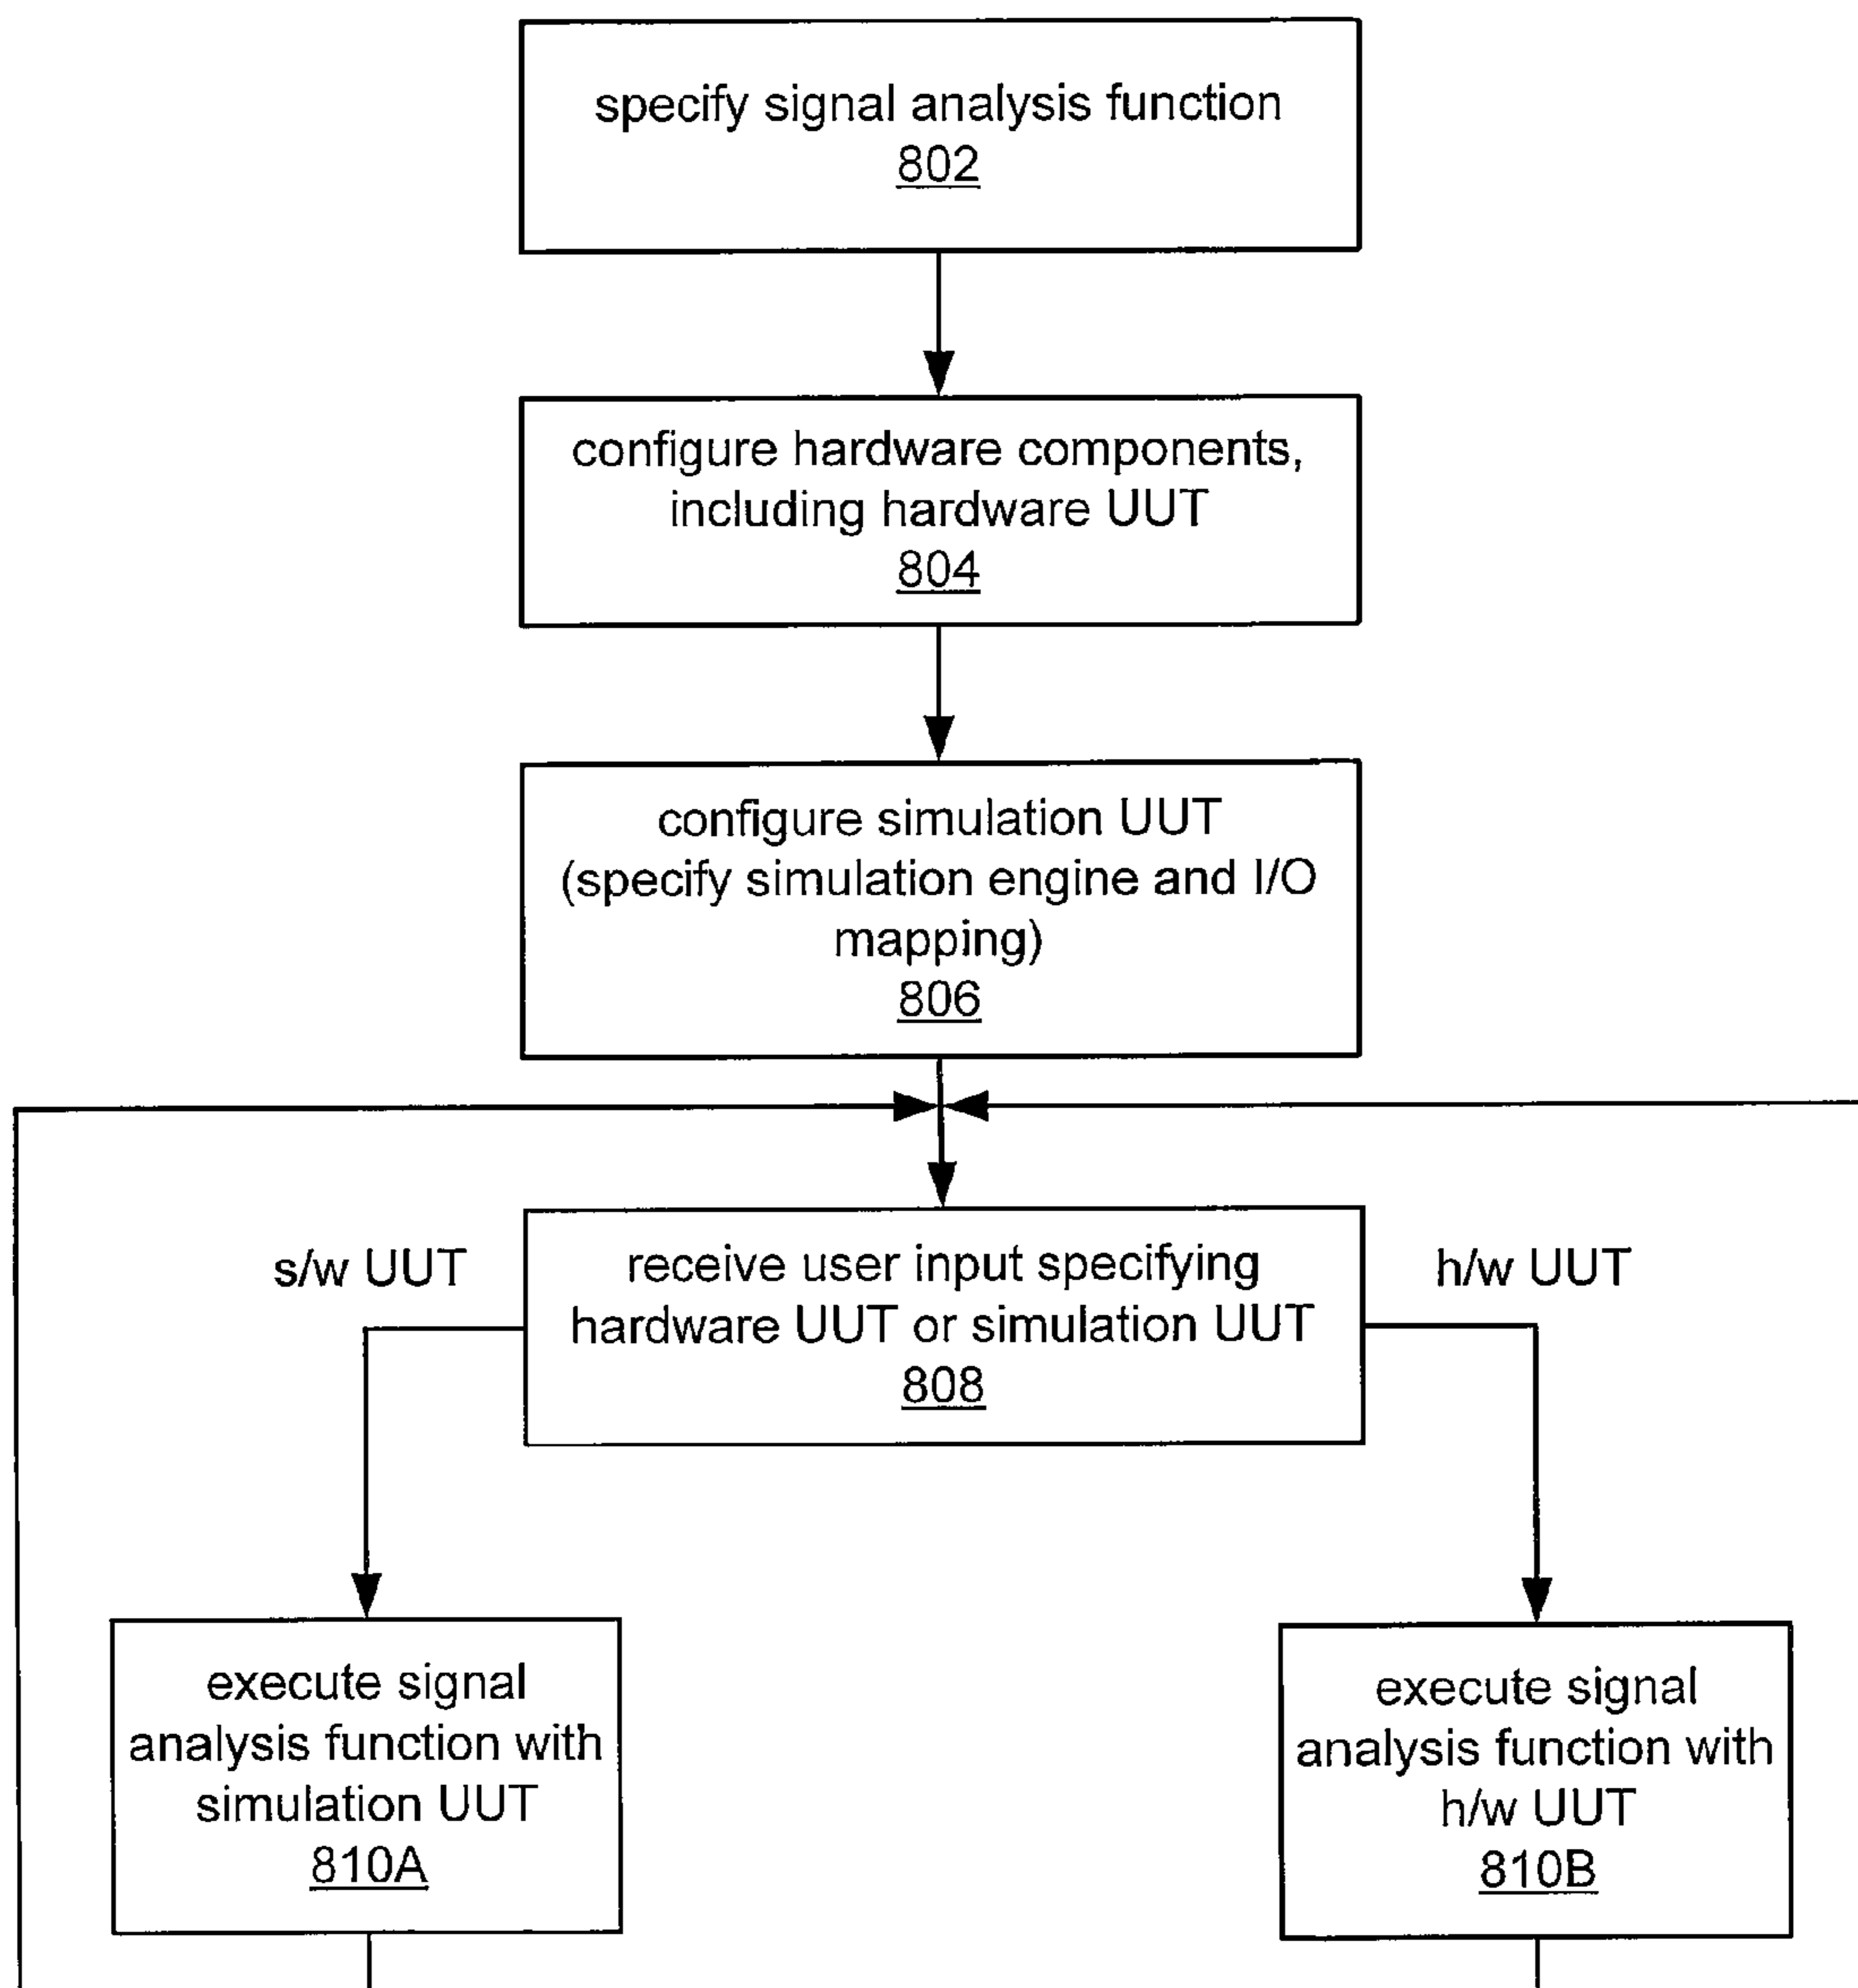 specify signal analysis function
802
configure hardware components,
including hardware UUT
804
configure simulation UUT
(specify simulation engine and I/O
mapping)
806
s/w UUT
receive user input specifying
hardware UUT or simulation UUT
808
h/w UUT
execute signal
analysis function with
simulation UUT
810A
execute signal
analysis function with
h/w UUT
810B